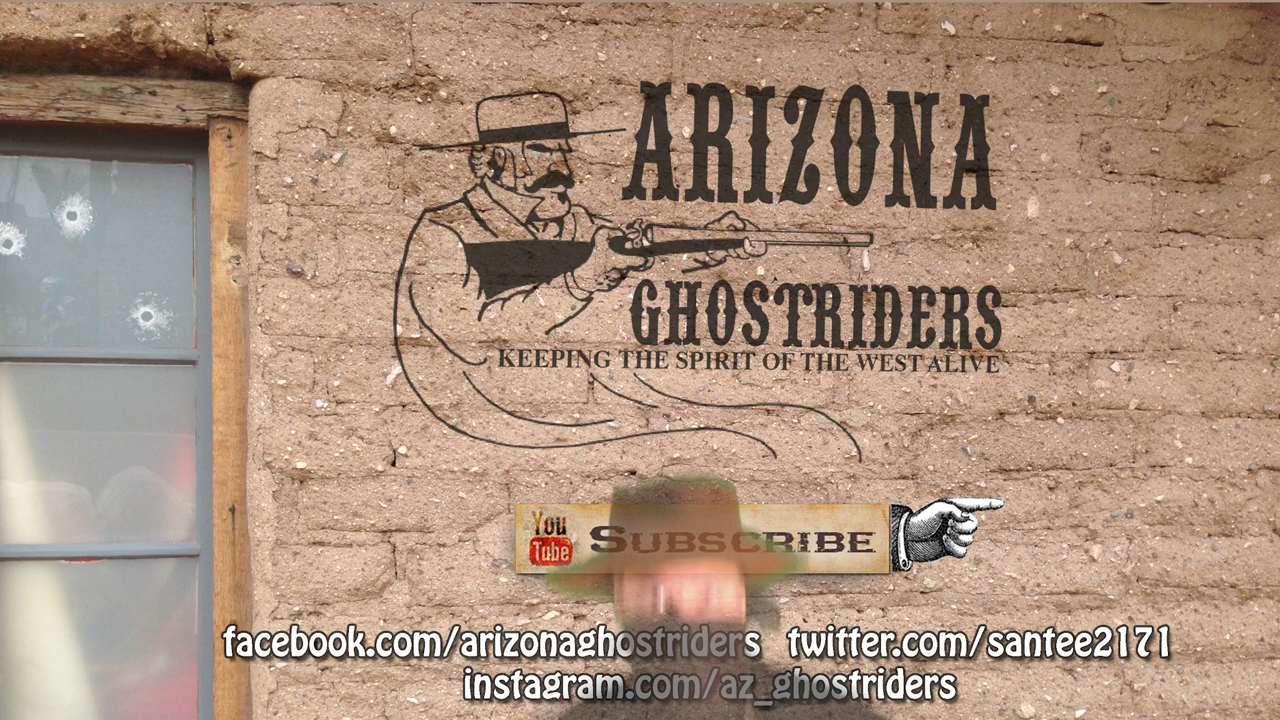 ARIZONA
GHOSTRIDERS
KEEPING THE SPIRIT OF THE WEST ALIVE
You Tube SUBSCRIBE
facebook.com/arizonaghostriders twitter.com/santee2171
instagram.com/az_ghostriders